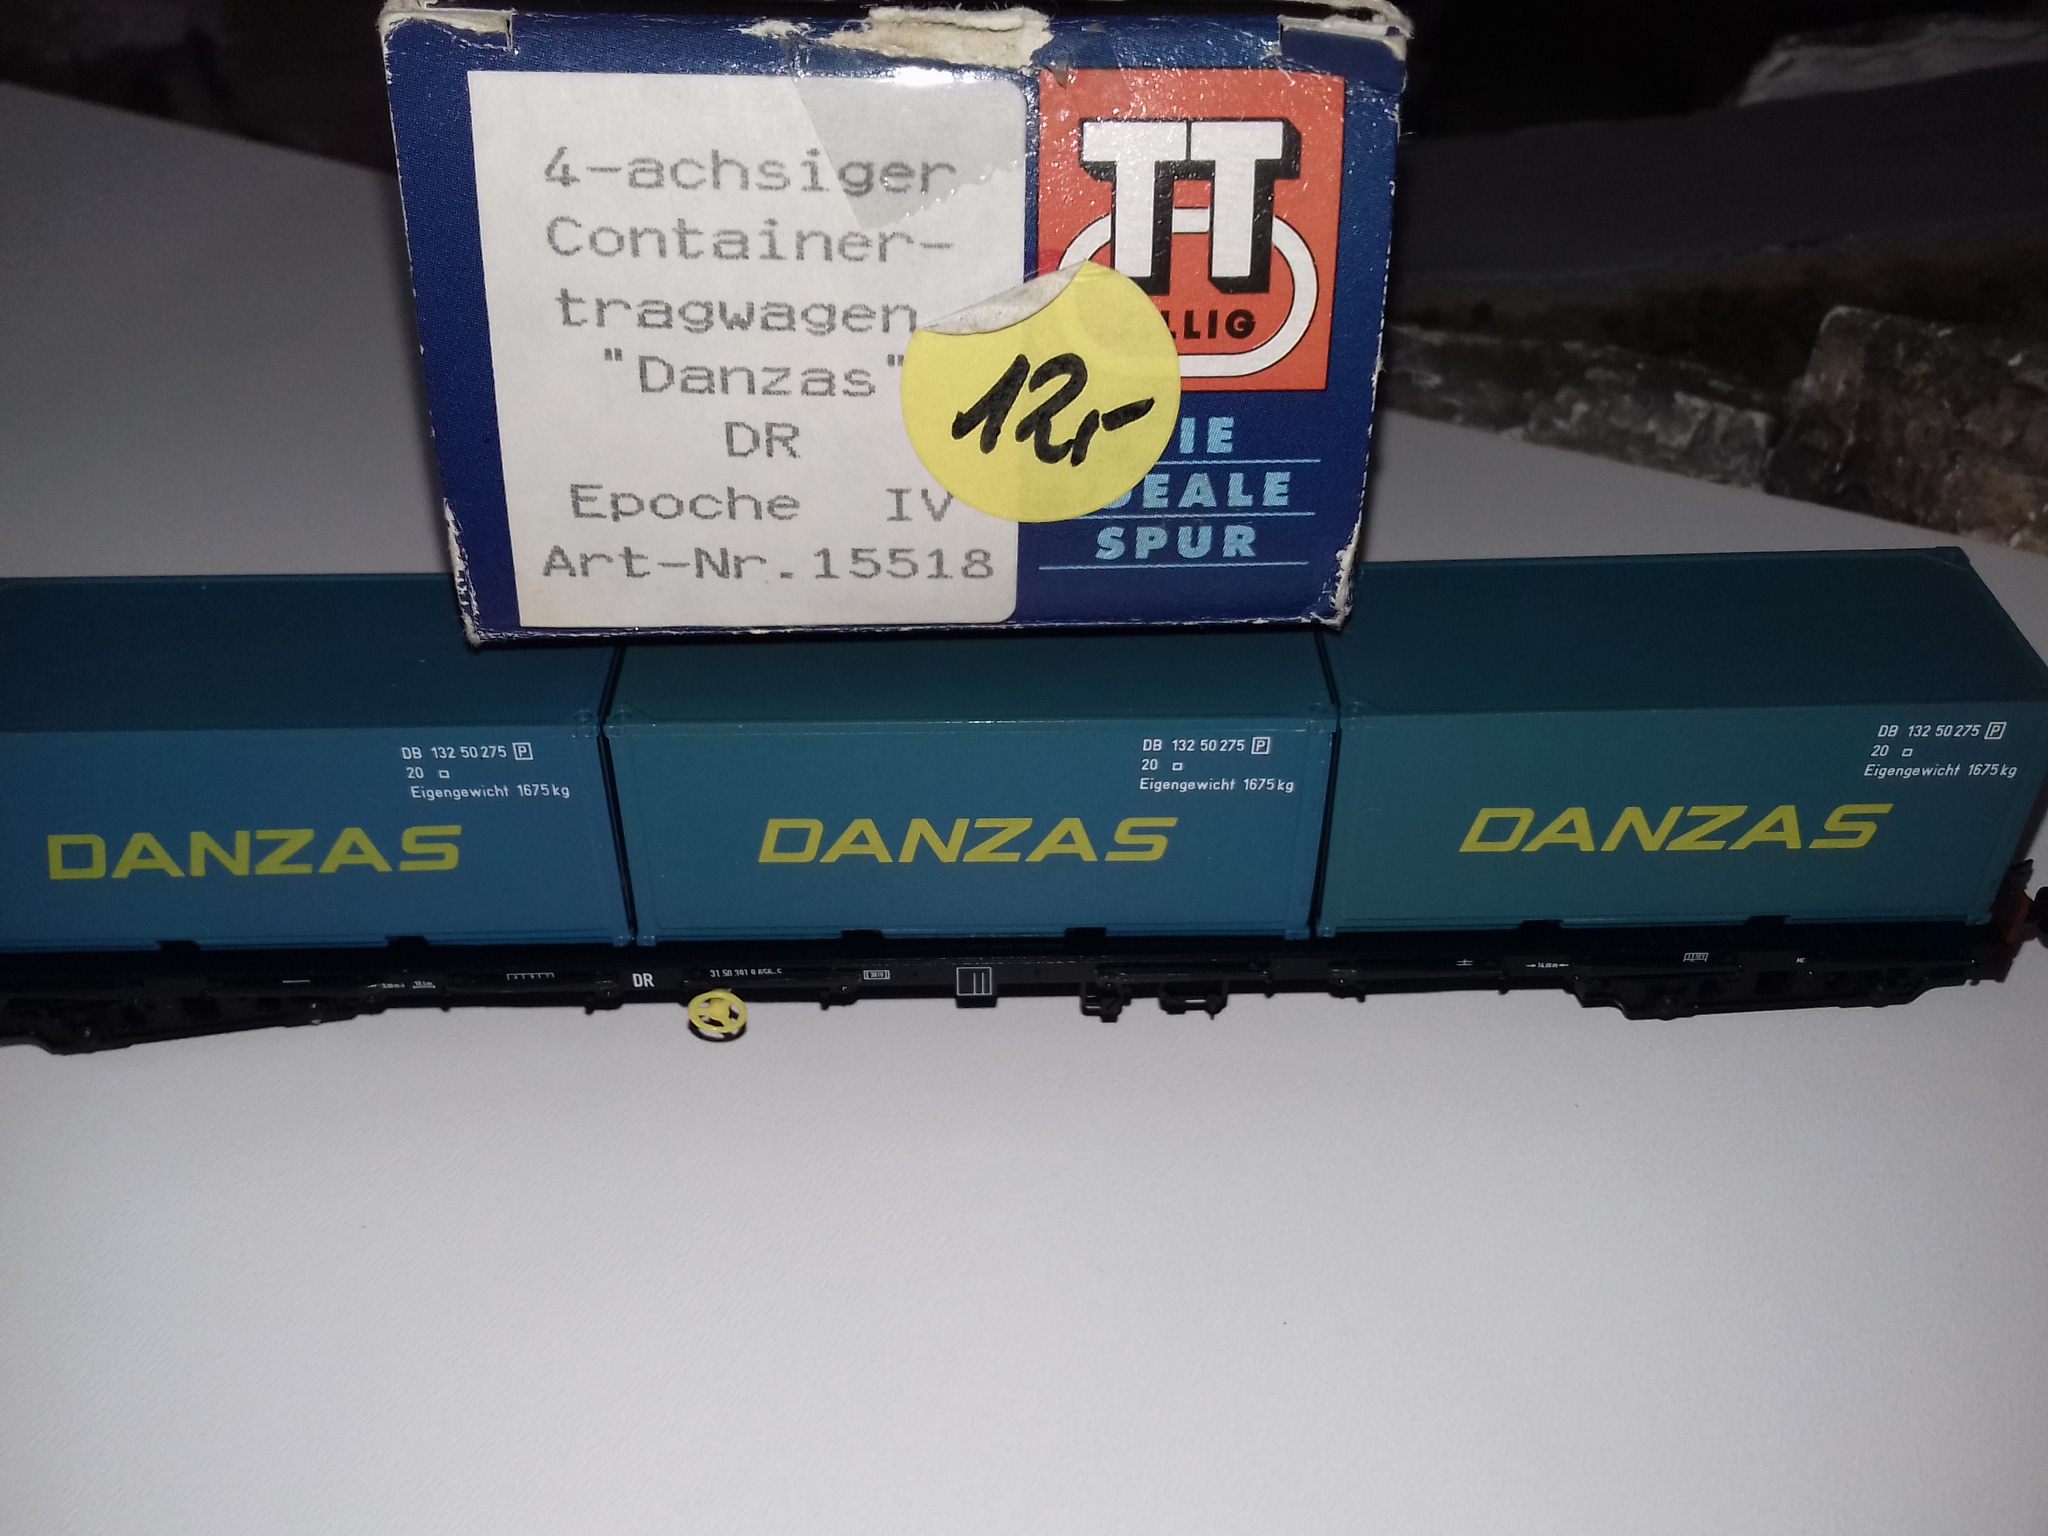 4-achsiger
Container-
tragwagen
"Danzas"
DR
Epoche IV
Art-Nr.15518
TT
LLIG
12,-
IE
DEALE
SPUR
DB 132 50 275 P
20
Eigengewicht 1675 kg
DANZAS
DB 132 50 275 P
20
Eigengewicht 1675 kg
DANZAS
DB 132 50 275 P
20
Eigengewicht 1675 kg
DANZAS
DR